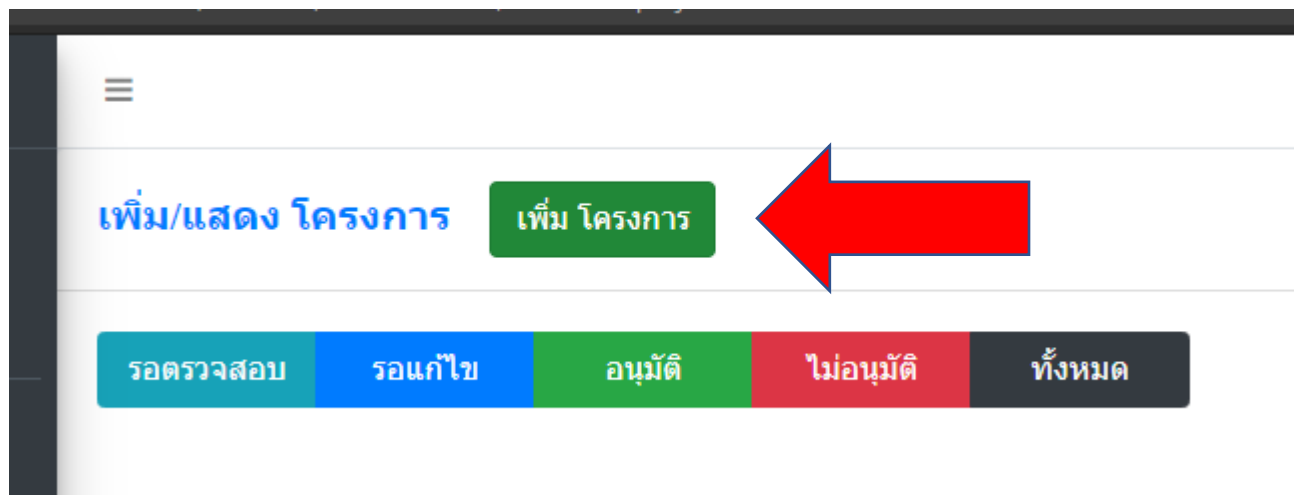 เพิ่ม/แสดง โครงการ เพิ่ม โครงการ
รอตรวจสอบ รอแก้ไข อนุมัติ ไม่อนุมัติ ทั้งหมด